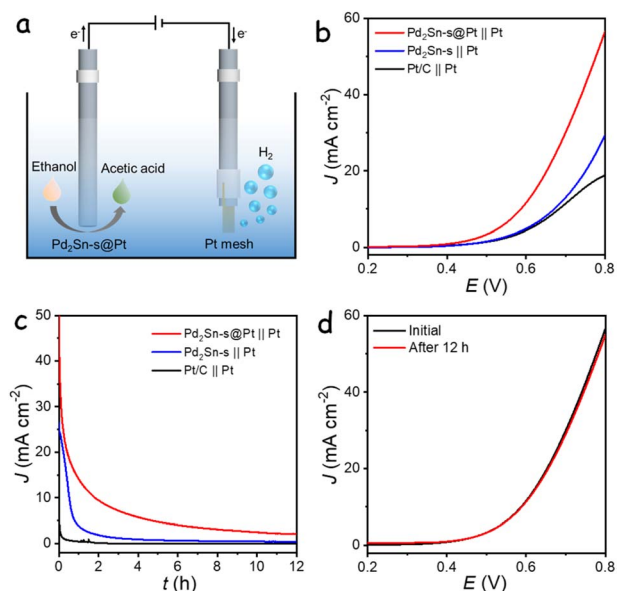 a
e⁻
e⁻
Ethanol
Acetic acid
H₂
Pd₂Sn-s@Pt
Pt mesh
b
Pd₂Sn-s@Pt || Pt
Pd₂Sn-s || Pt
Pt/C || Pt
J (mA cm⁻²)
60
40
20
0
0.2 0.4 0.6 0.8
E (V)
c
Pd₂Sn-s@Pt || Pt
Pd₂Sn-s || Pt
Pt/C || Pt
J (mA cm⁻²)
50
40
30
20
10
0
0 2 4 6 8 10 12
t (h)
d
Initial
After 12 h
J (mA cm⁻²)
60
40
20
0
0.2 0.4 0.6 0.8
E (V)